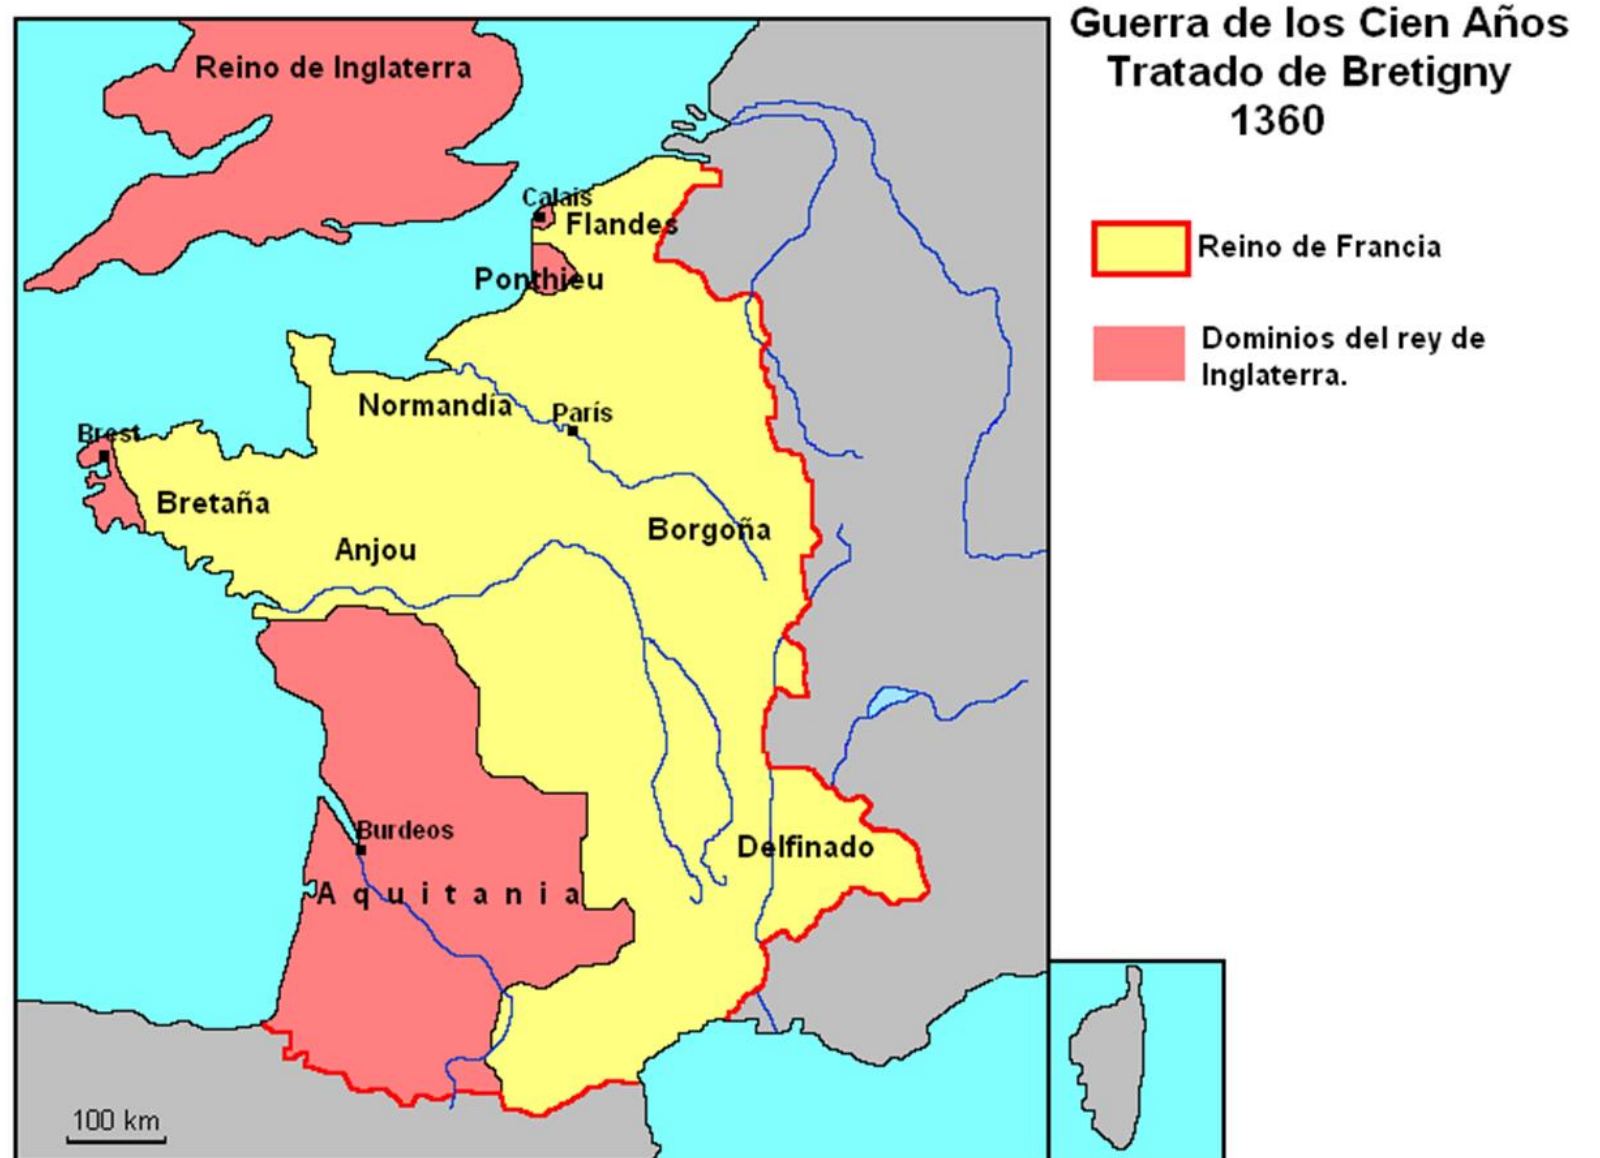 Guerra de los Cien Años
Tratado de Bretigny
1360
Reino de Francia
Dominios del rey de
Inglaterra.
Reino de Inglaterra
Calais
Flandes
Ponthieu
Normandía
París
Brest
Bretaña
Borgoña
Anjou
Burdeos
Delfinado
Aquitania
100 km